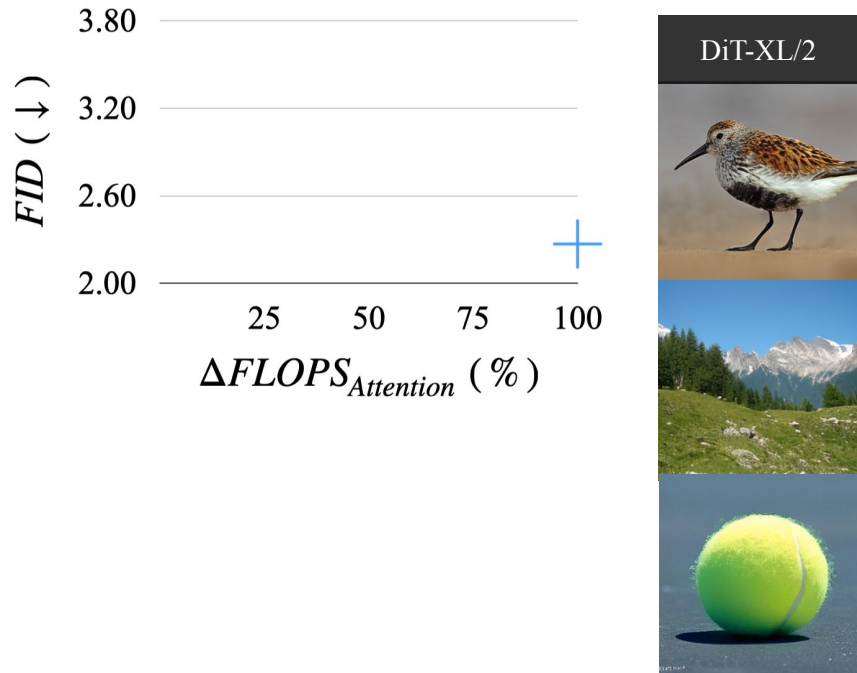 3.80
3.20
2.60
2.00
FID ( ↓ )
25 50 75 100
ΔFLOPS_Attention ( % )
DiT-XL/2